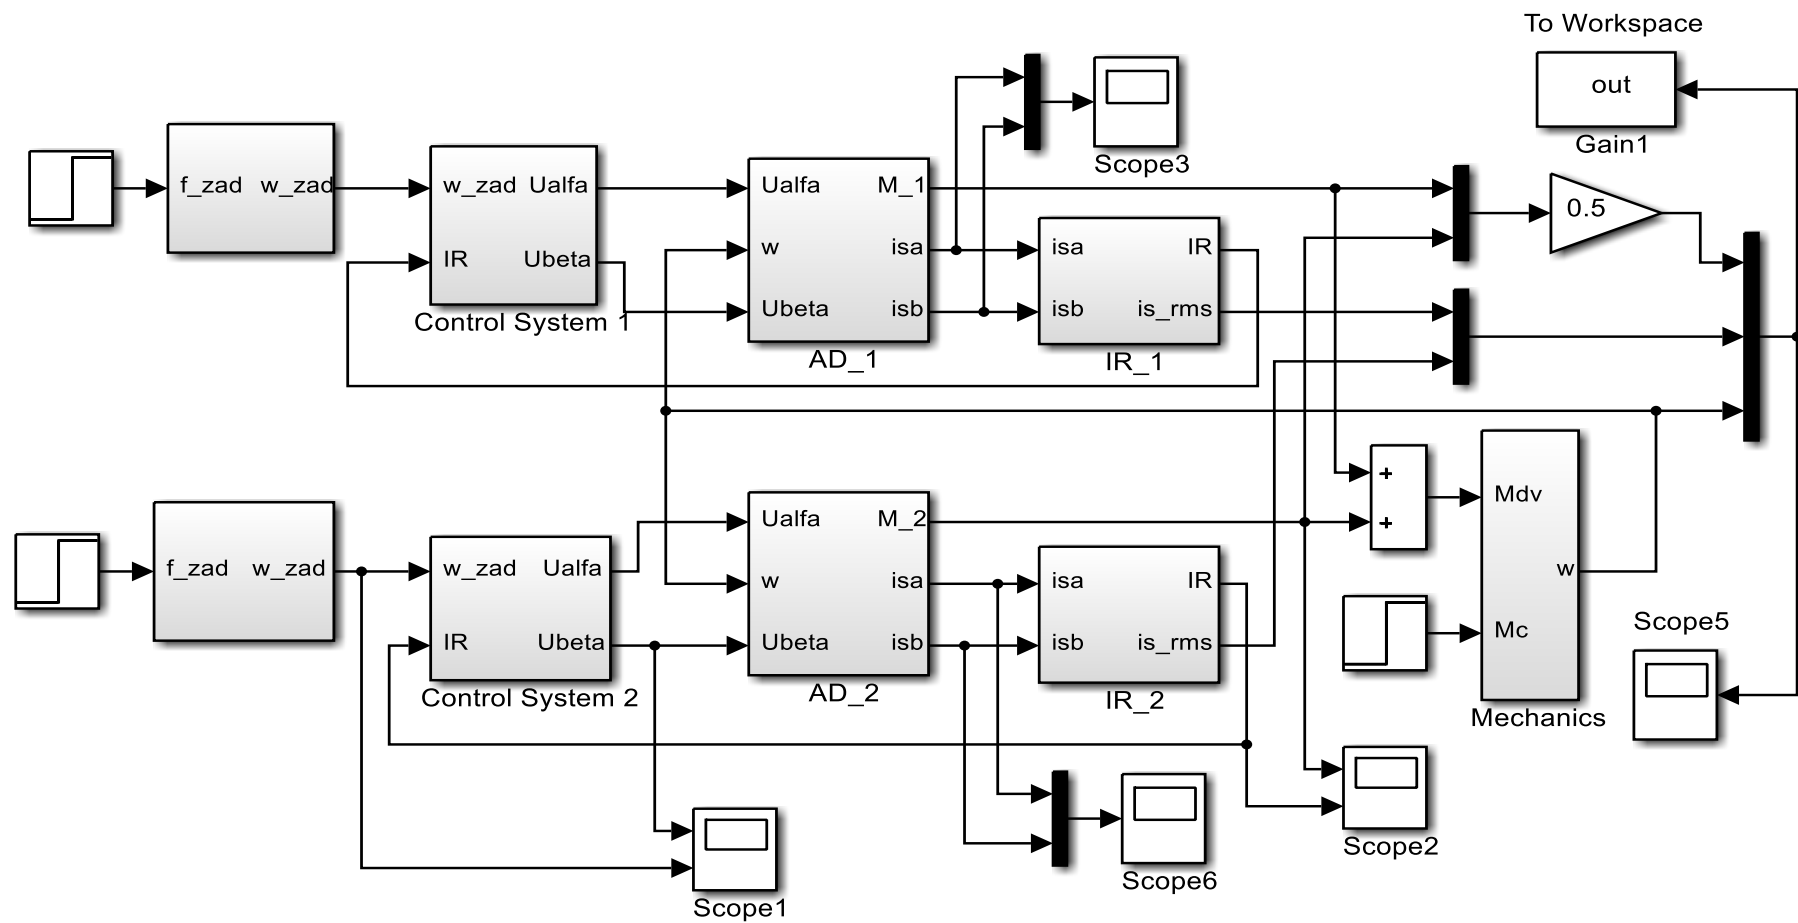 To Workspace
out
Gain1
Scope3
f_zad w_zad
w_zad Ualfa
IR Ubeta
Control System 1
Ualfa M_1
w isa
Ubeta isb
AD_1
isa IR
isb is_rms
IR_1
0.5
f_zad w_zad
w_zad Ualfa
IR Ubeta
Control System 2
Ualfa M_2
w isa
Ubeta isb
AD_2
isa IR
isb is_rms
IR_2
+
+
Mdv
w
Mc
Mechanics
Scope5
Scope2
Scope6
Scope1